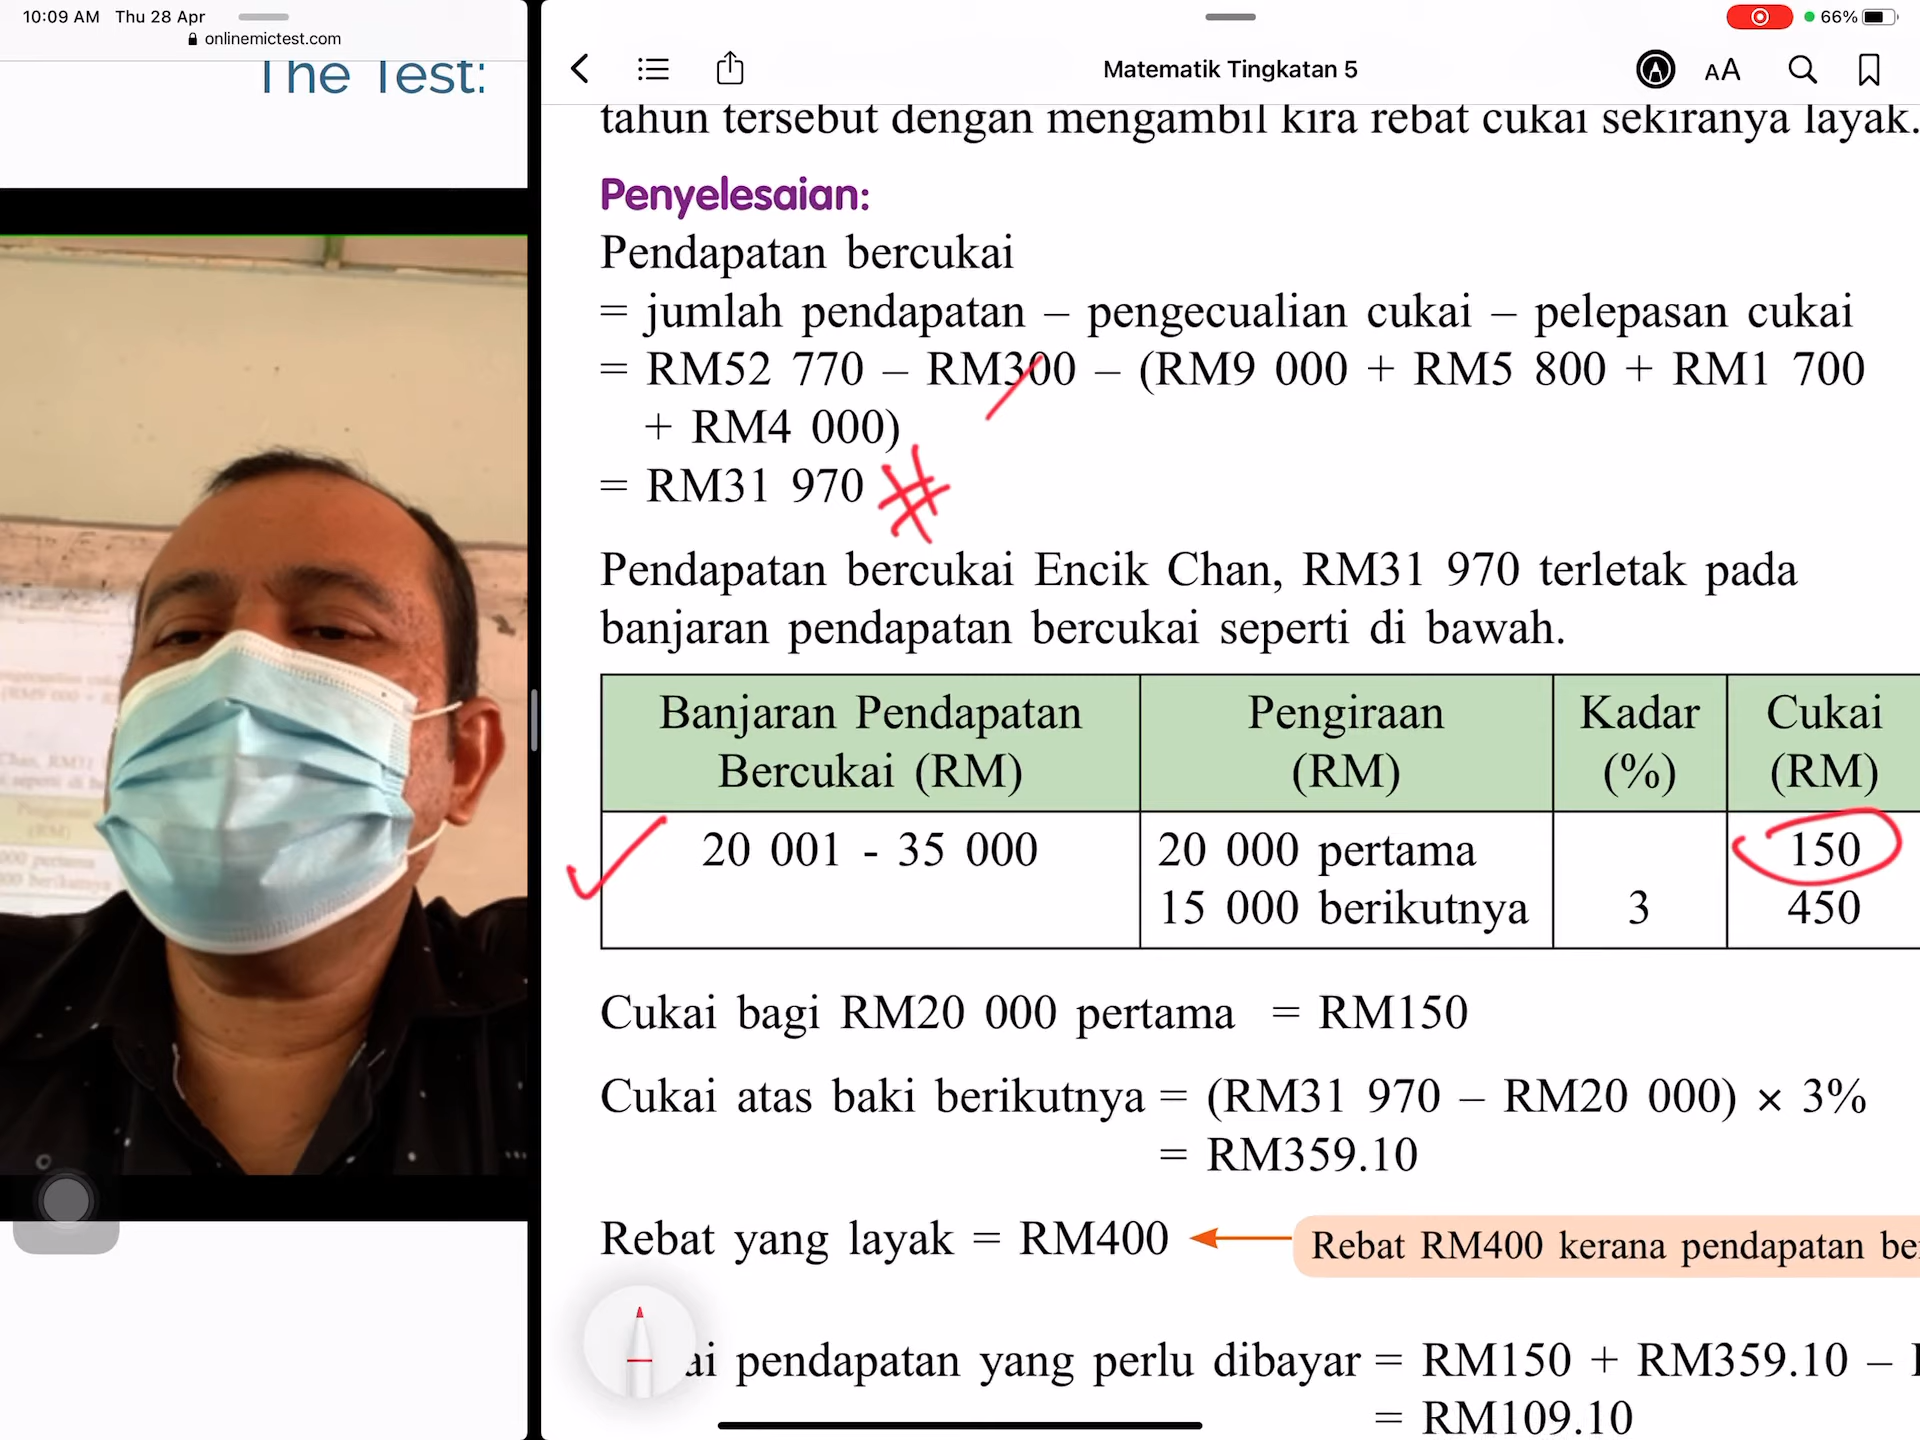 10:09 AM Thu 28 Apr
onlinemictest.com
The Test:
66%
Matematik Tingkatan 5
AA
tahun tersebut dengan mengambil kira rebat cukai sekiranya layak.
Penyelesaian:
Pendapatan bercukai
= jumlah pendapatan – pengecualian cukai – pelepasan cukai
= RM52 770 – RM300 – (RM9 000 + RM5 800 + RM1 700
+ RM4 000)
= RM31 970
Pendapatan bercukai Encik Chan, RM31 970 terletak pada
banjaran pendapatan bercukai seperti di bawah.
Banjaran Pendapatan Bercukai (RM) Pengiraan (RM) Kadar (%) Cukai (RM)
20 001 - 35 000 20 000 pertama 150
15 000 berikutnya 3 450
Cukai bagi RM20 000 pertama = RM150
Cukai atas baki berikutnya = (RM31 970 – RM20 000) × 3%
= RM359.10
Rebat yang layak = RM400
Rebat RM400 kerana pendapatan be
ai pendapatan yang perlu dibayar = RM150 + RM359.10 –
= RM109.10